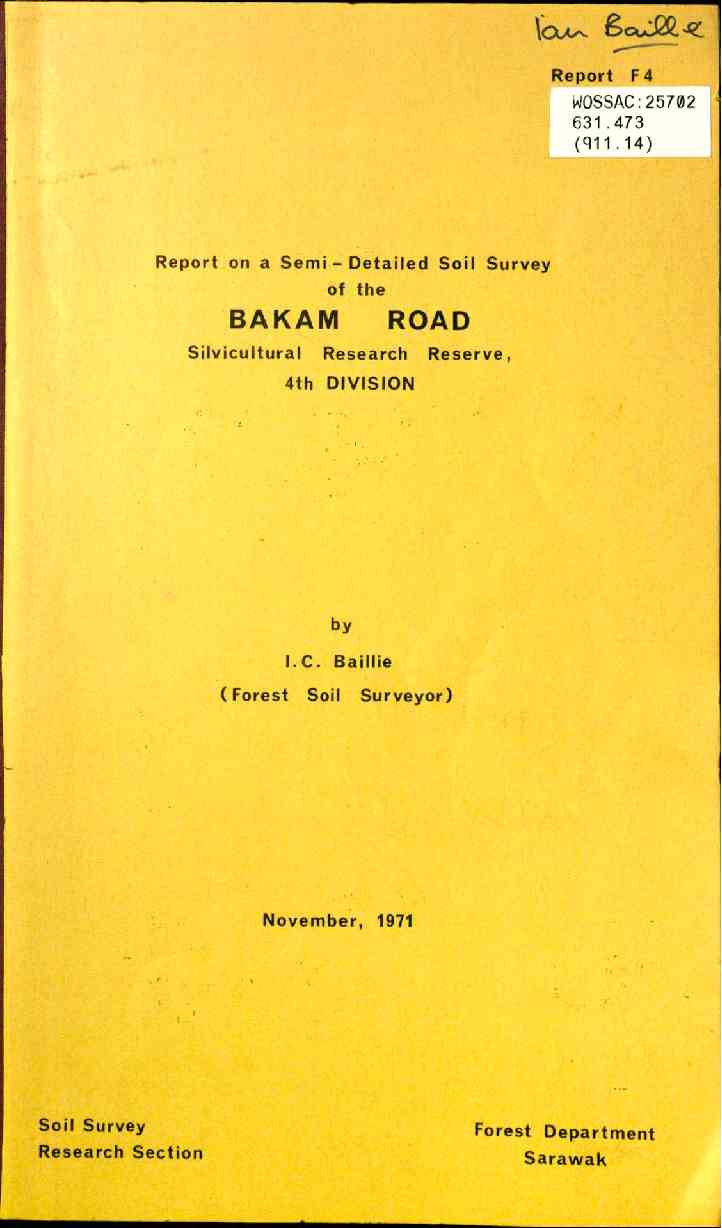 Ian Baillie
Report F4
WOSSAC:25702
631.473
(911.14)
Report on a Semi-Detailed Soil Survey
of the
BAKAM ROAD
Silvicultural Research Reserve,
4th DIVISION
by
I.C. Baillie
(Forest Soil Surveyor)
November, 1971
Soil Survey
Research Section
Forest Department
Sarawak